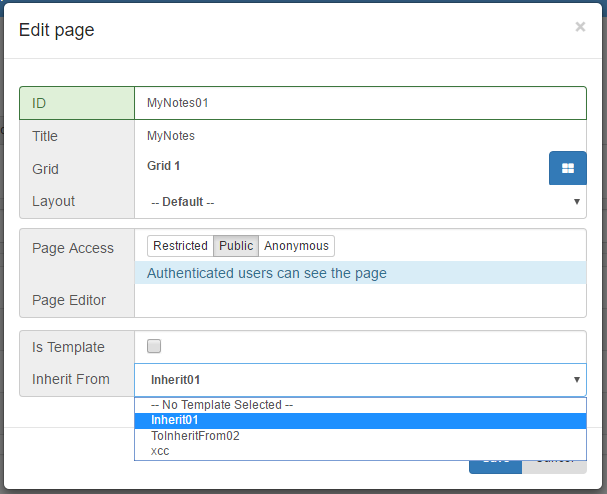 Edit page ×
ID MyNotes01
Title MyNotes
Grid Grid 1
Layout -- Default --
Page Access Restricted Public Anonymous
Authenticated users can see the page
Page Editor
Is Template
Inherit From Inherit01
-- No Template Selected --
Inherit01
ToInheritFrom02
xcc